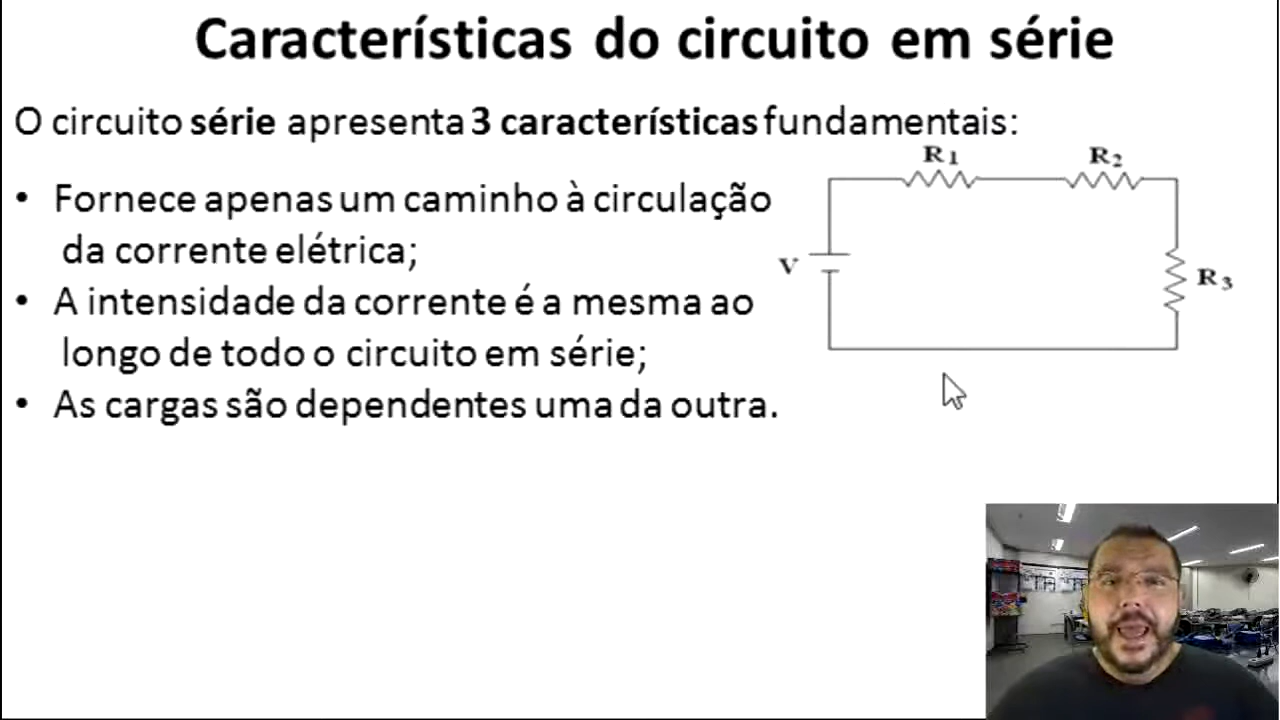 Características do circuito em série
O circuito série apresenta 3 características fundamentais:
• Fornece apenas um caminho à circulação
da corrente elétrica;
• A intensidade da corrente é a mesma ao
longo de todo o circuito em série;
• As cargas são dependentes uma da outra.
R1
R2
V
R3